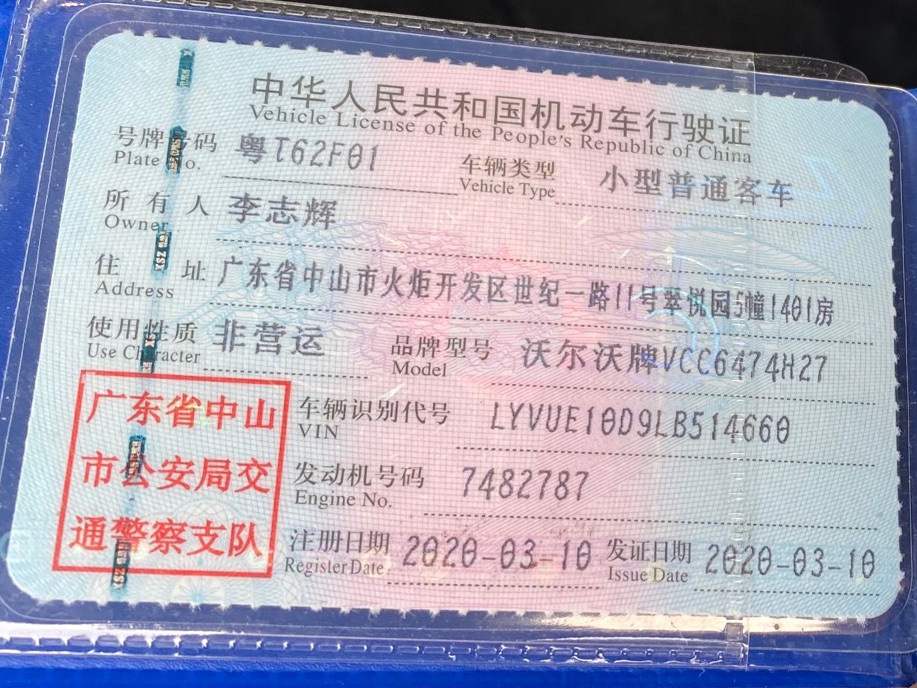 中华人民共和国机动车行驶证
Vehicle License of the People's Republic of China
号牌号码 粤T62F01 车辆类型 小型普通客车
Plate No. Vehicle Type
所有人 李志辉
Owner
住址 广东省中山市火炬开发区世纪一路11号翠悦园5幢1401房
Address
使用性质 非营运 品牌型号 沃尔沃牌VCC6474H27
Use Character Model
广东省中山
市公安局交
通警察支队
车辆识别代号 LYVUE10D9LB514660
VIN
发动机号码 7482787
Engine No.
注册日期 2020-03-10 发证日期 2020-03-10
Register Date Issue Date